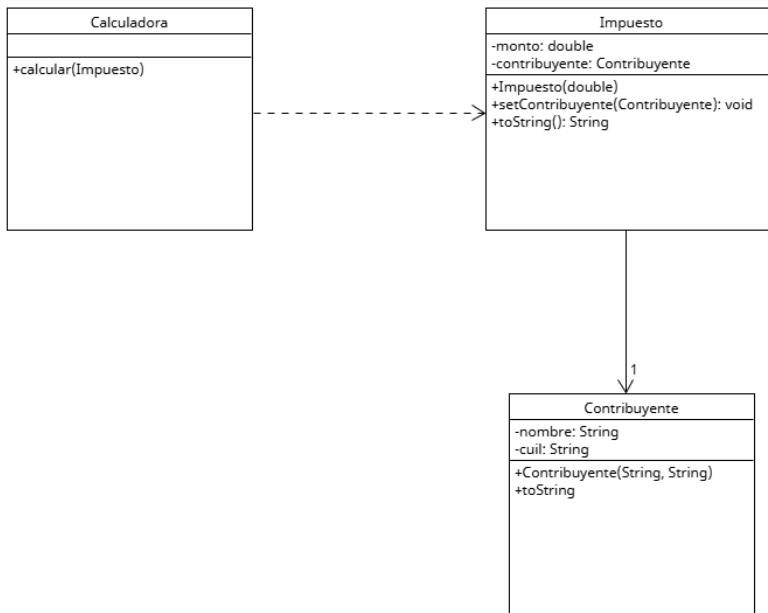 Calculadora
+calcular(Impuesto)
Impuesto
-monto: double
-contribuyente: Contribuyente
+Impuesto(double)
+setContribuyente(Contribuyente): void
+toString(): String
1
Contribuyente
-nombre: String
-cuil: String
+Contribuyente(String, String)
+toString